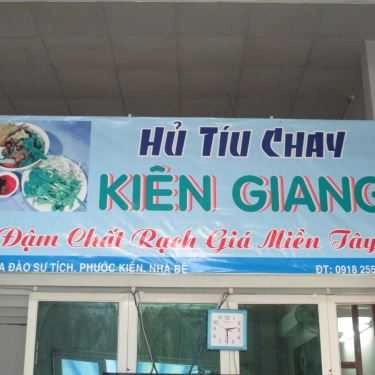 HỦ TÍU CHAY
KIÊN GIANG
Đậm Chất Rạch Giá Miền Tây
A ĐÀO SƯ TÍCH, PHƯỚC KIỂN, NHÀ BÈ ĐT: 0918 255